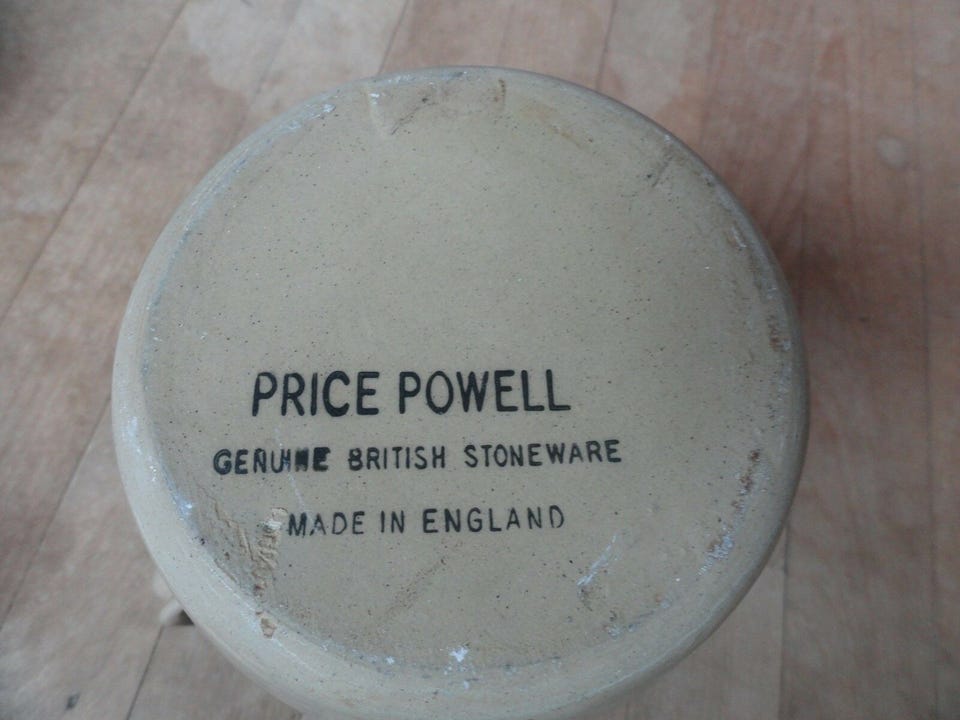 PRICE POWELL
GENUINE BRITISH STONEWARE
MADE IN ENGLAND